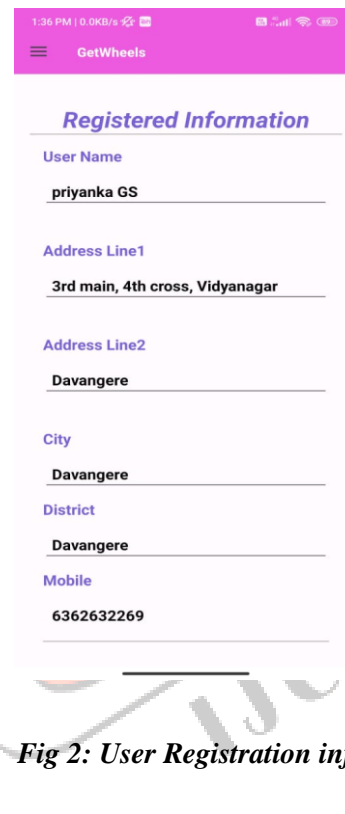 1:36 PM | 0.0KB/s
GetWheels
Registered Information
User Name
priyanka GS
Address Line1
3rd main, 4th cross, Vidyanagar
Address Line2
Davangere
City
Davangere
District
Davangere
Mobile
6362632269
Fig 2: User Registration